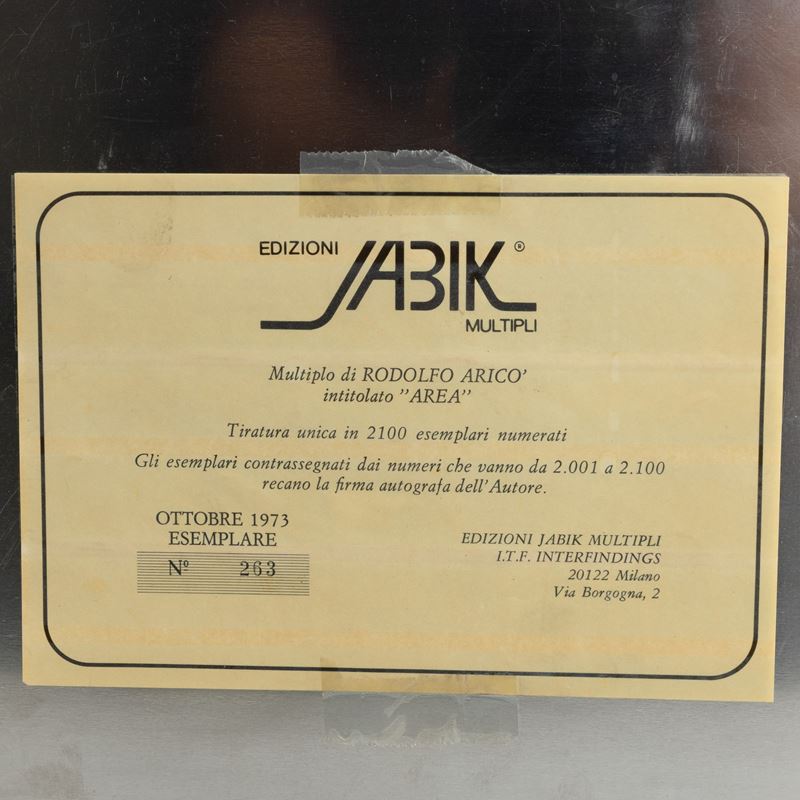 EDIZIONI
JABIK ®
MULTIPLI
Multiplo di RODOLFO ARICO'
intitolato "AREA"
Tiratura unica in 2100 esemplari numerati
Gli esemplari contrassegnati dai numeri che vanno da 2.001 a 2.100
recano la firma autografa dell'Autore.
OTTOBRE 1973
ESEMPLARE
Nº 263
EDIZIONI JABIK MULTIPLI
I.T.F. INTERFINDINGS
20122 Milano
Via Borgogna, 2